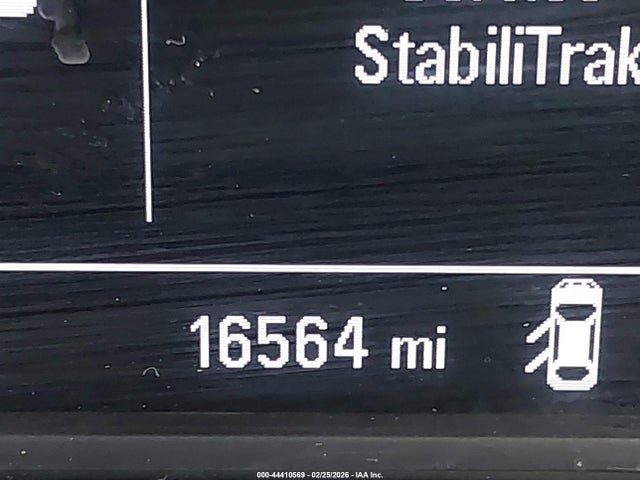 StabiliTrak
16564 mi
000-44410569 - 02/25/2026 - IAA Inc.